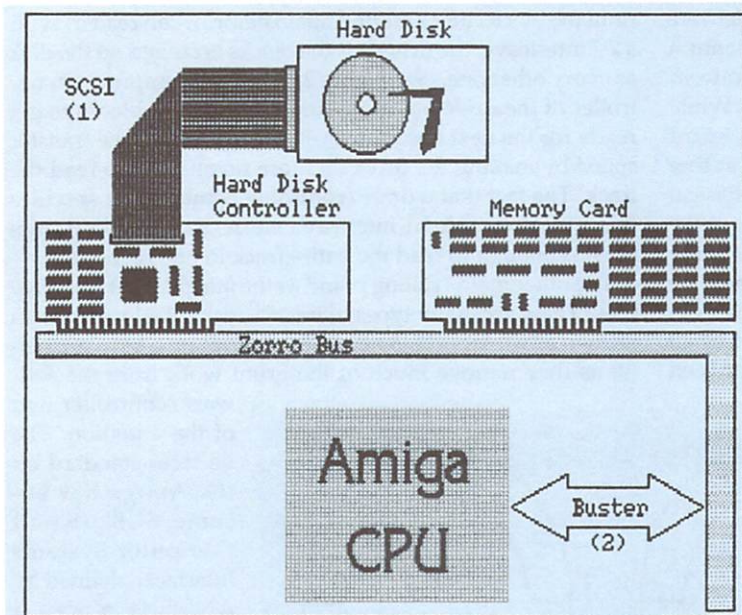 Hard Disk
SCSI
(1)
Hard Disk
Controller
Memory Card
Zorro Bus
Amiga
CPU
Buster
(2)